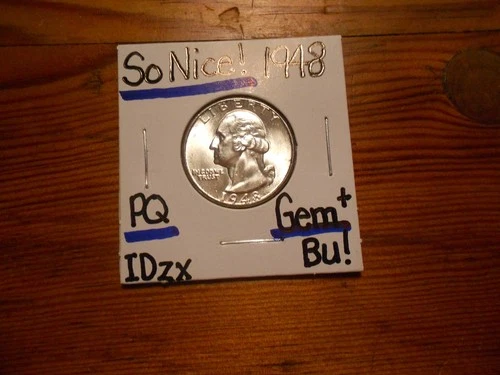 So Nice! 1948
LIBERTY
IN GOD WE
TRUST
1948
PQ
Gem+
Bu!
IDzx